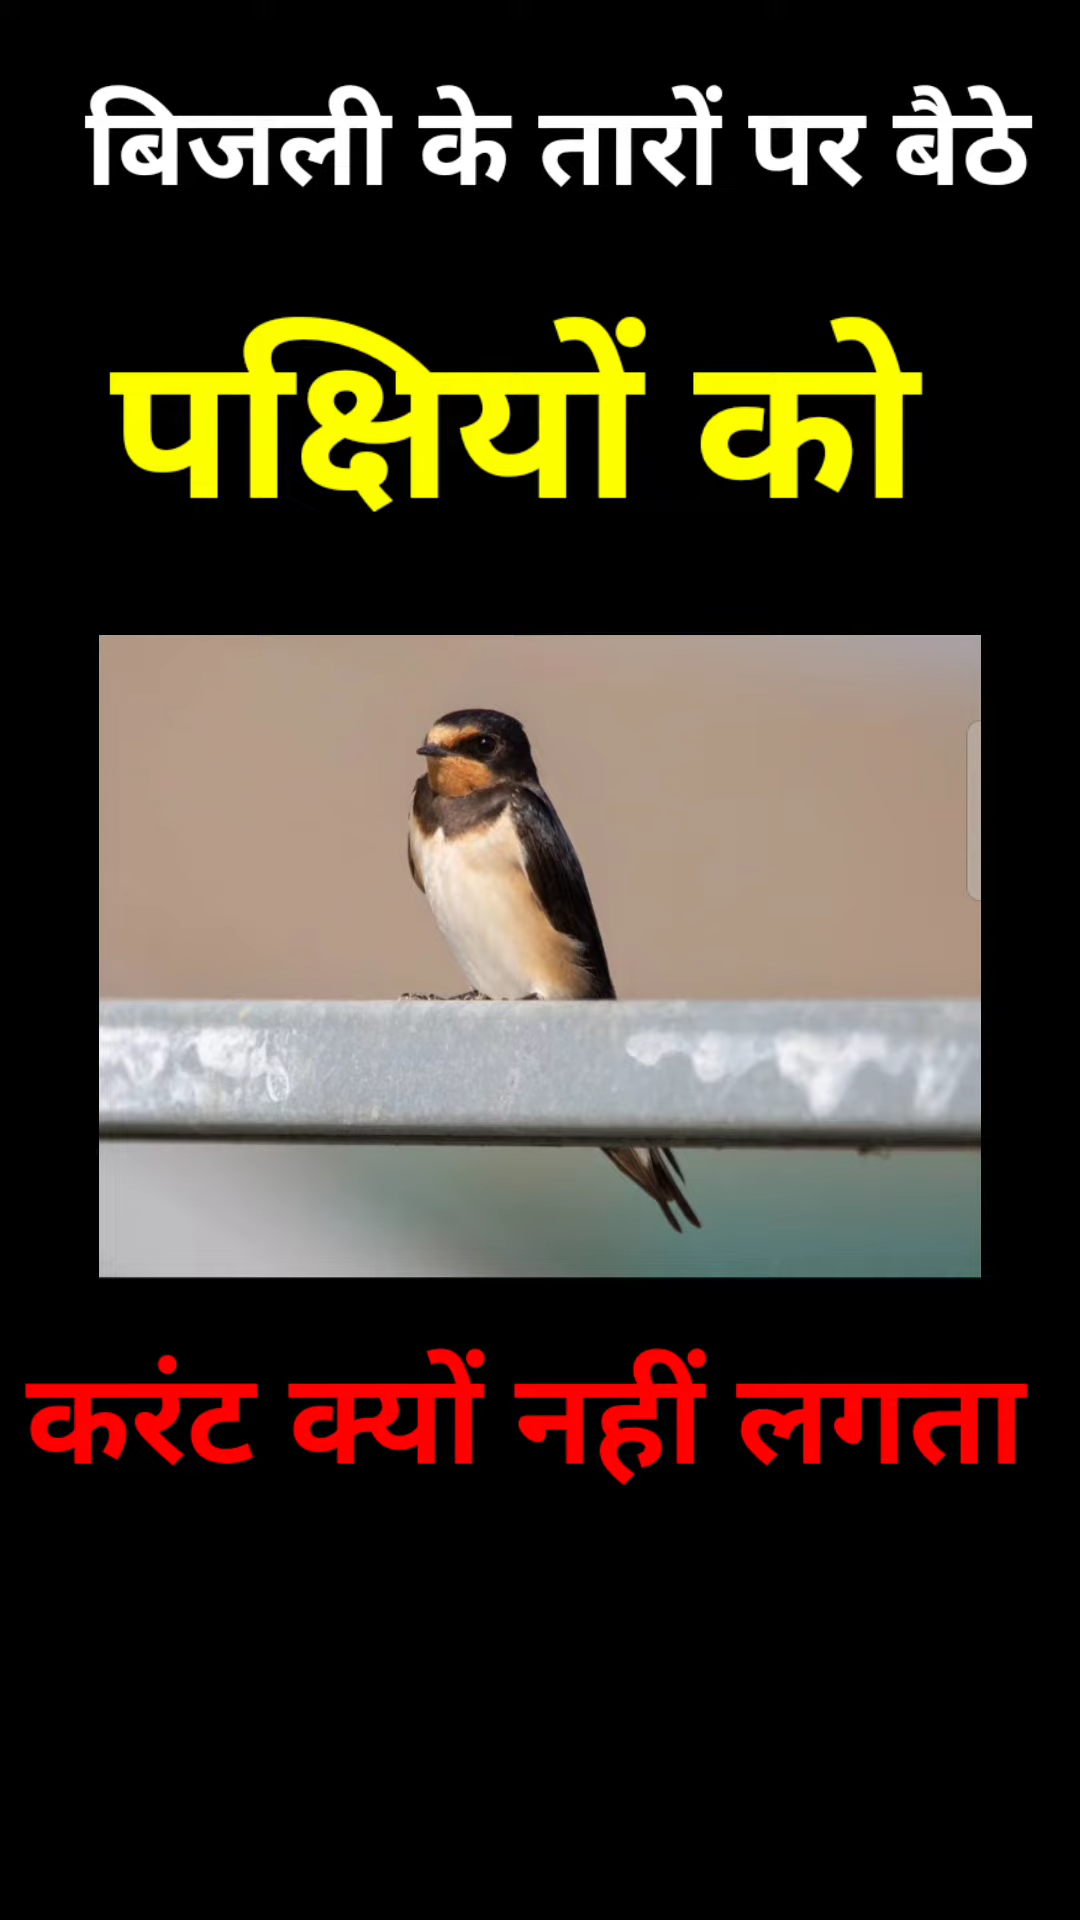 बिजली के तारों पर बैठे
पक्षियों को
करंट क्यों नहीं लगता